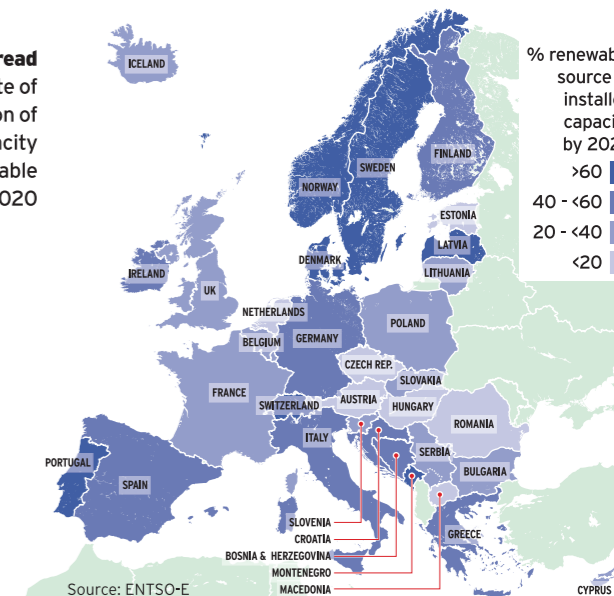 read
te of
on of
acity
able
020
% renewab
source
installe
capaci
by 202
>60
40 - <60
20 - <40
<20
ICELAND
FINLAND
SWEDEN
NORWAY
ESTONIA
LATVIA
LITHUANIA
DENMARK
IRELAND
UK
NETHERLANDS
BELGIUM
GERMANY
POLAND
CZECH REP.
SLOVAKIA
FRANCE
SWITZERLAND
AUSTRIA
HUNGARY
ROMANIA
ITALY
SERBIA
BULGARIA
PORTUGAL
SPAIN
SLOVENIA
CROATIA
BOSNIA & HERZEGOVINA
MONTENEGRO
MACEDONIA
GREECE
CYPRUS
Source: ENTSO-E